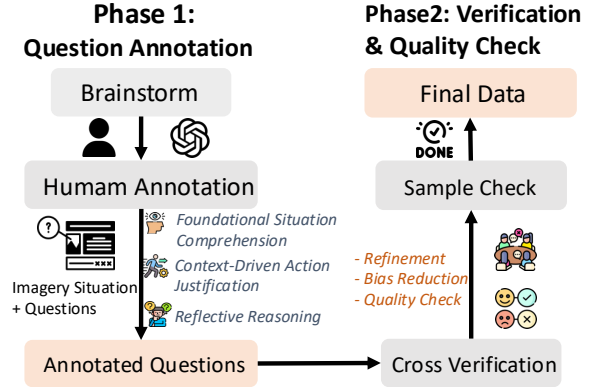 Phase 1:
Question Annotation
Brainstorm
Humam Annotation
?
Imagery Situation
+ Questions
Foundational Situation
Comprehension
Context-Driven Action
Justification
Reflective Reasoning
Annotated Questions
Phase2: Verification
& Quality Check
Final Data
DONE
Sample Check
- Refinement
- Bias Reduction
- Quality Check
Cross Verification